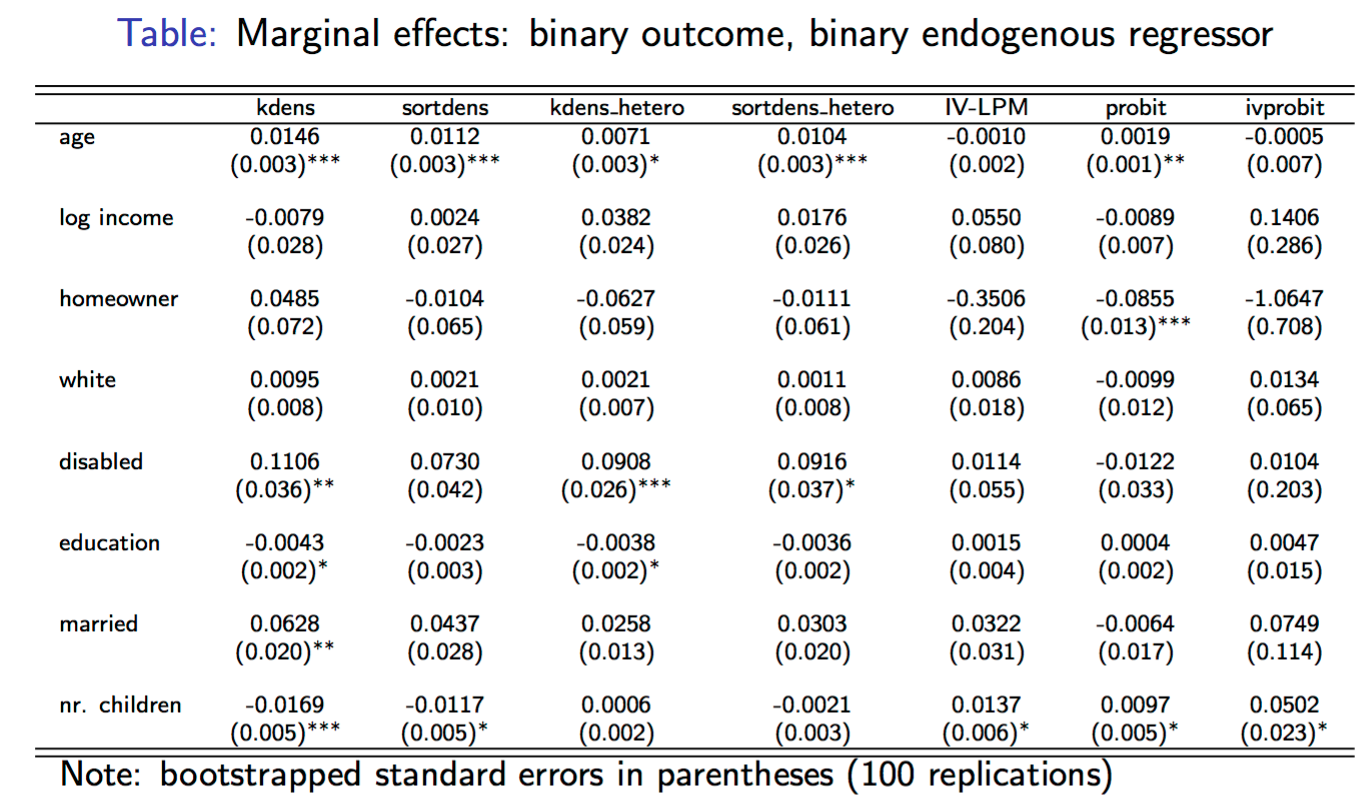 Table: Marginal effects: binary outcome, binary endogenous regressor
kdens sortdens kdens_hetero sortdens_hetero IV-LPM probit ivprobit
age 0.0146 0.0112 0.0071 0.0104 -0.0010 0.0019 -0.0005
(0.003)*** (0.003)*** (0.003)* (0.003)*** (0.002) (0.001)** (0.007)
log income -0.0079 0.0024 0.0382 0.0176 0.0550 -0.0089 0.1406
(0.028) (0.027) (0.024) (0.026) (0.080) (0.007) (0.286)
homeowner 0.0485 -0.0104 -0.0627 -0.0111 -0.3506 -0.0855 -1.0647
(0.072) (0.065) (0.059) (0.061) (0.204) (0.013)*** (0.708)
white 0.0095 0.0021 0.0021 0.0011 0.0086 -0.0099 0.0134
(0.008) (0.010) (0.007) (0.008) (0.018) (0.012) (0.065)
disabled 0.1106 0.0730 0.0908 0.0916 0.0114 -0.0122 0.0104
(0.036)** (0.042) (0.026)*** (0.037)* (0.055) (0.033) (0.203)
education -0.0043 -0.0023 -0.0038 -0.0036 0.0015 0.0004 0.0047
(0.002)* (0.003) (0.002)* (0.002) (0.004) (0.002) (0.015)
married 0.0628 0.0437 0.0258 0.0303 0.0322 -0.0064 0.0749
(0.020)** (0.028) (0.013) (0.020) (0.031) (0.017) (0.114)
nr. children -0.0169 -0.0117 0.0006 -0.0021 0.0137 0.0097 0.0502
(0.005)*** (0.005)* (0.002) (0.003) (0.006)* (0.005)* (0.023)*
Note: bootstrapped standard errors in parentheses (100 replications)